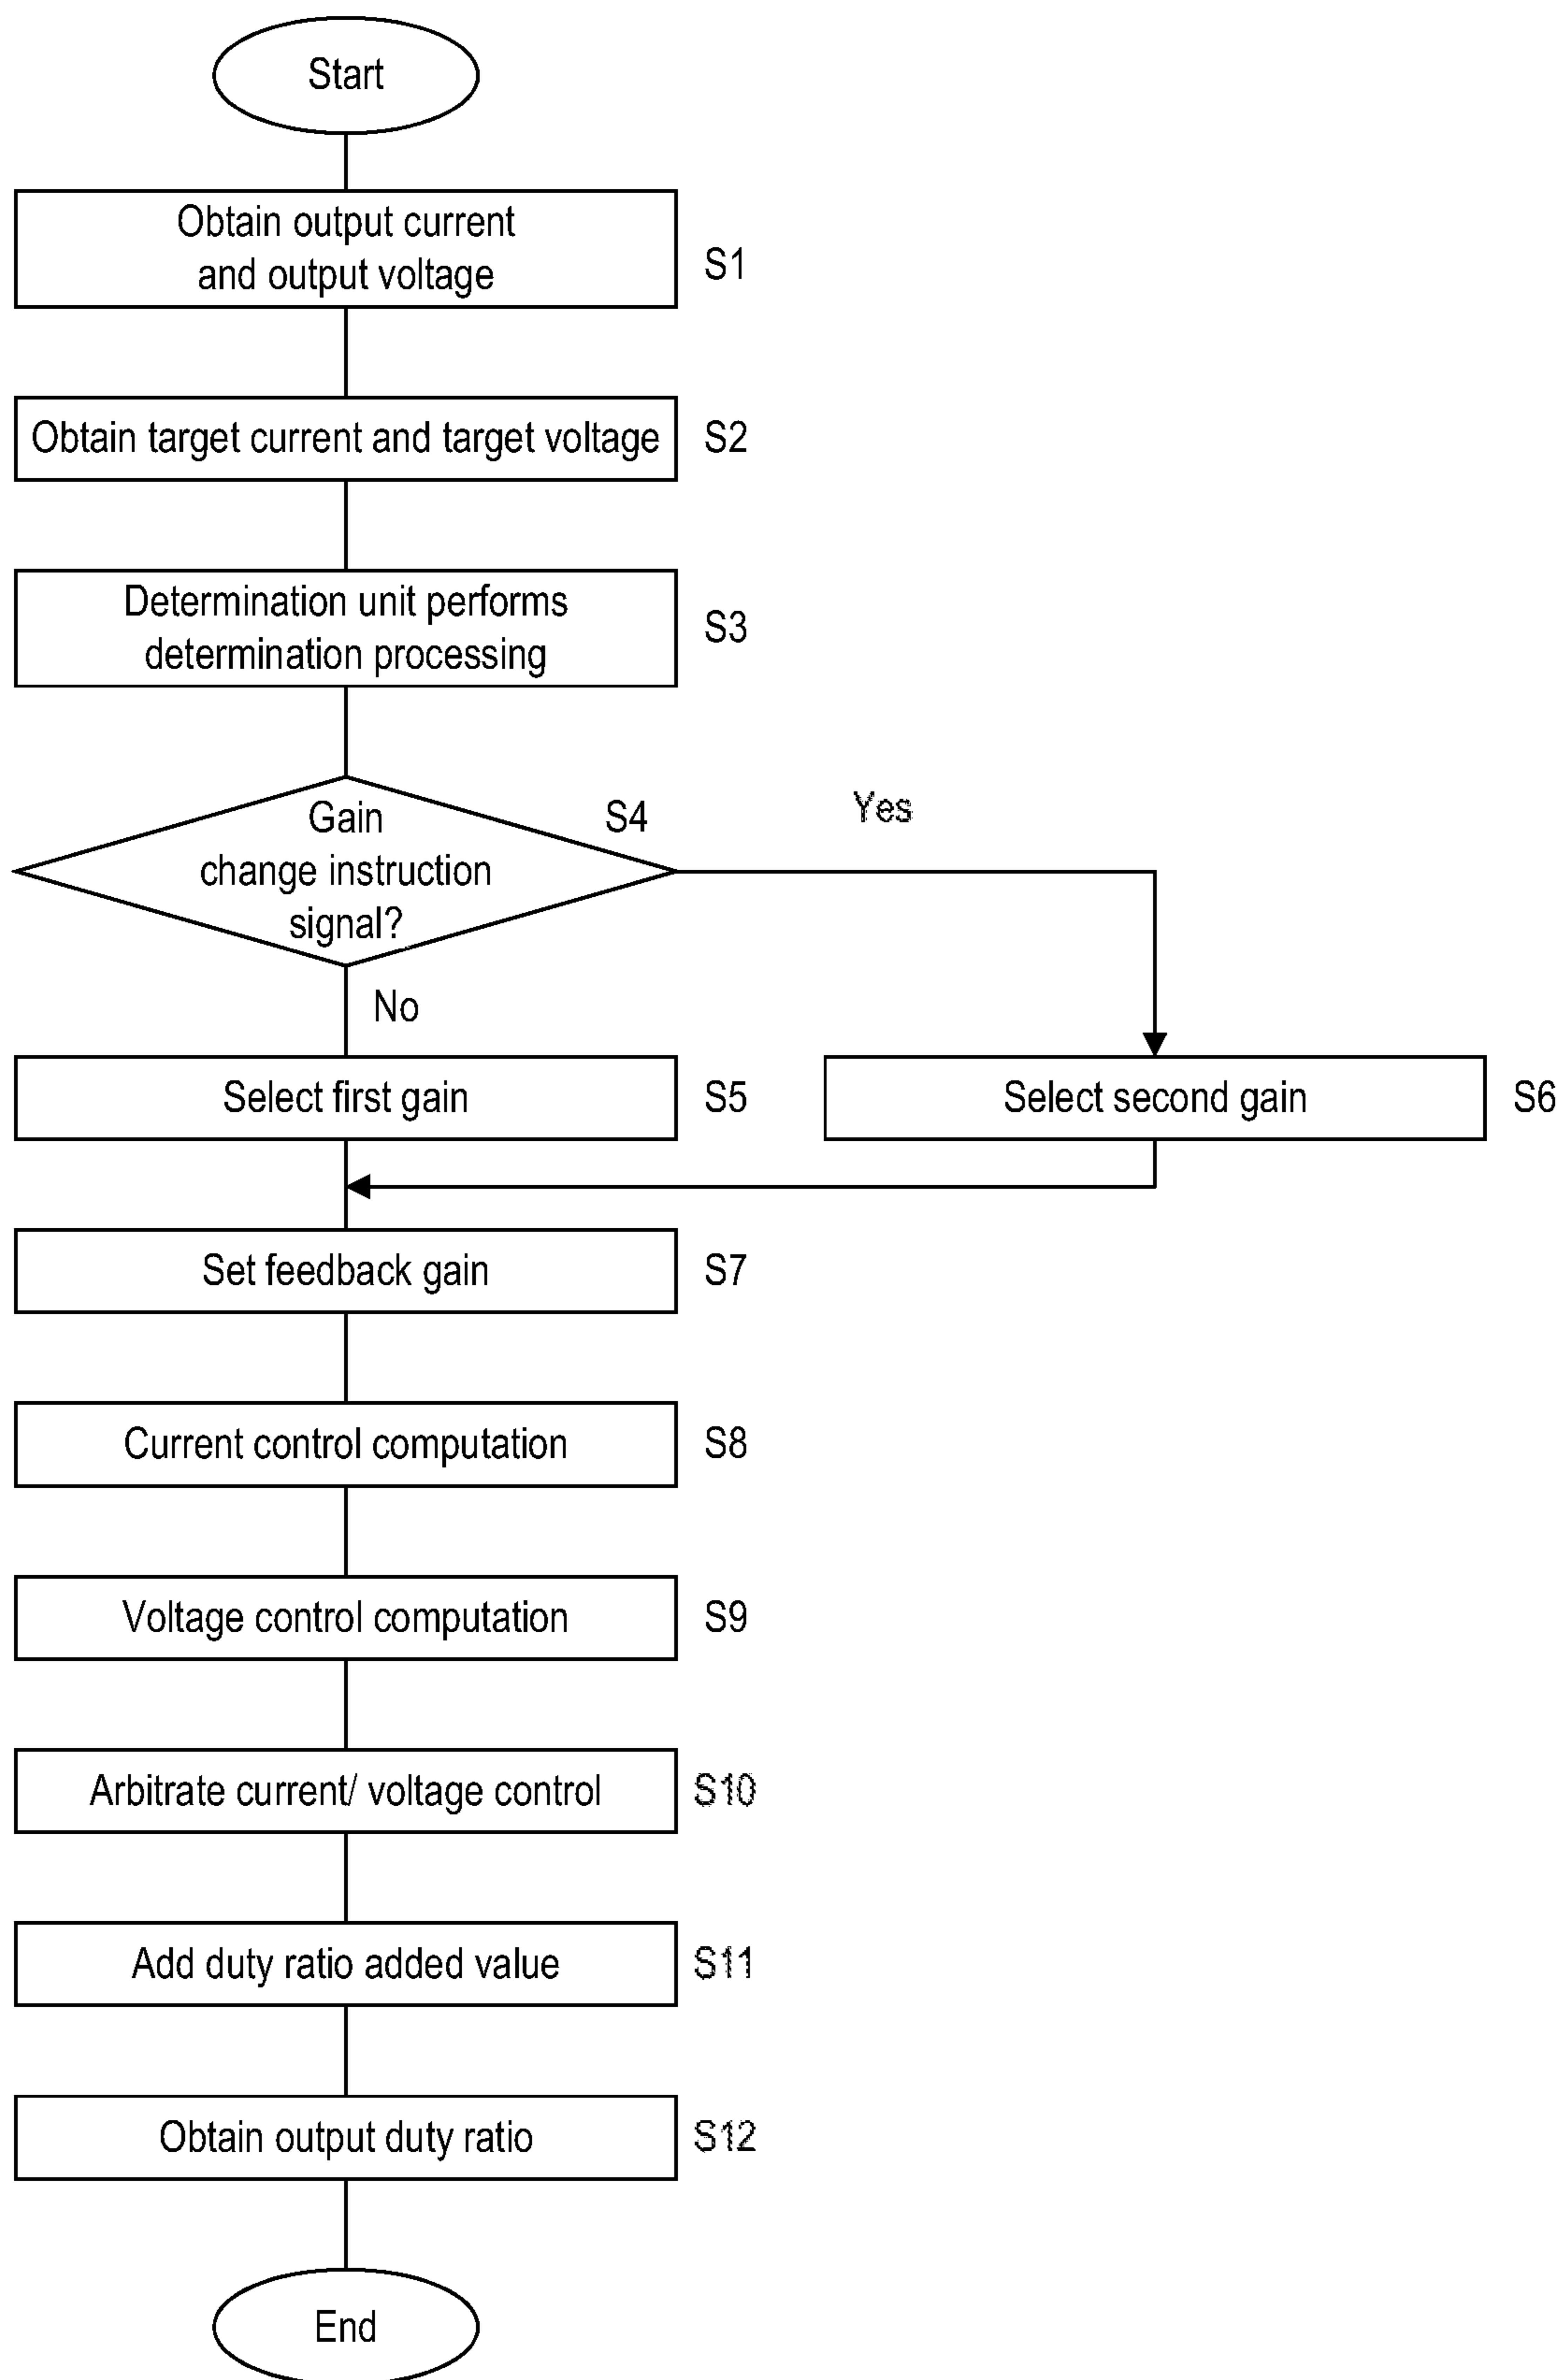 Start
Obtain output current
and output voltage
S1
Obtain target current and target voltage
S2
Determination unit performs
determination processing
S3
Gain
change instruction
signal?
S4
Yes
No
Select first gain
S5
Select second gain
S6
Set feedback gain
S7
Current control computation
S8
Voltage control computation
S9
Arbitrate current/ voltage control
S10
Add duty ratio added value
S11
Obtain output duty ratio
S12
End